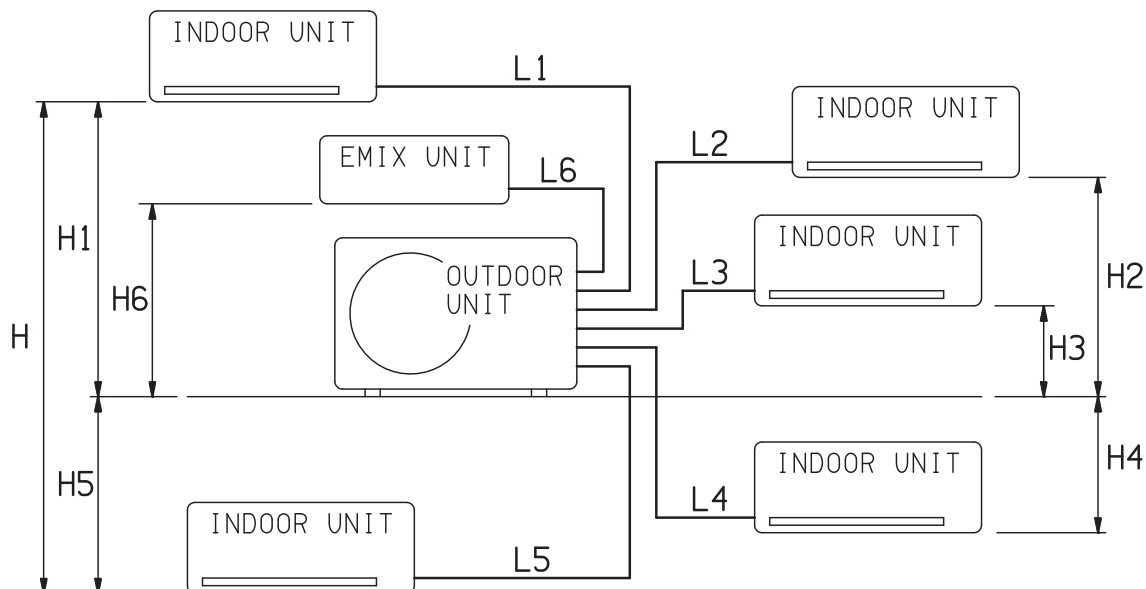 INDOOR UNIT
L1
INDOOR UNIT
L2
EMIX UNIT
L6
H1
INDOOR UNIT
L3
H2
OUTDOOR
UNIT
H6
H
H3
H4
INDOOR UNIT
H5
L4
INDOOR UNIT
L5